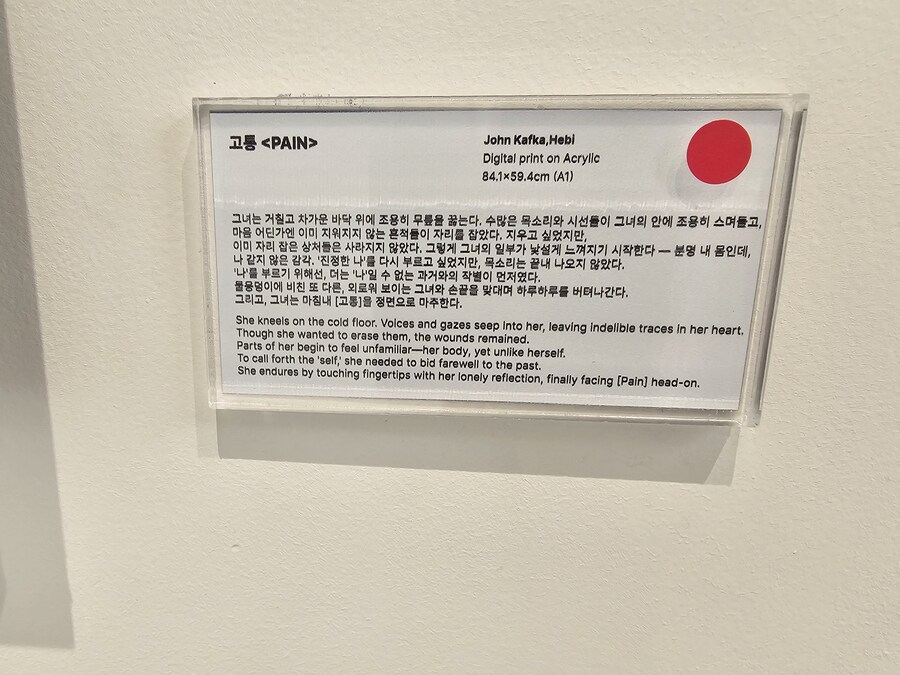 고통 <PAIN>
John Kafka,Hebi
Digital print on Acrylic
84.1×59.4cm (A1)
그녀는 거칠고 차가운 바닥 위에 조용히 무릎을 꿇는다. 수많은 목소리와 시선들이 그녀의 안에 조용히 스며들고,
마음 어딘가엔 이미 지워지지 않는 흔적들이 자리를 잡았다. 지우고 싶었지만,
이미 자리 잡은 상처들은 사라지지 않았다. 그렇게 그녀의 일부가 낯설게 느껴지기 시작한다 — 분명 내 몸인데,
나 같지 않은 감각. '진정한 나'를 다시 부르고 싶었지만, 목소리는 끝내 나오지 않았다.
'나'를 부르기 위해선, 더는 '나'일 수 없는 과거와의 작별이 먼저였다.
물웅덩이에 비친 또 다른, 외로워 보이는 그녀와 손끝을 맞대며 하루하루를 버텨나간다.
그리고, 그녀는 마침내 [고통]을 정면으로 마주한다.
She kneels on the cold floor. Voices and gazes seep into her, leaving indelible traces in her heart.
Though she wanted to erase them, the wounds remained.
Parts of her begin to feel unfamiliar—her body, yet unlike herself.
To call forth the 'self,' she needed to bid farewell to the past.
She endures by touching fingertips with her lonely reflection, finally facing [Pain] head-on.